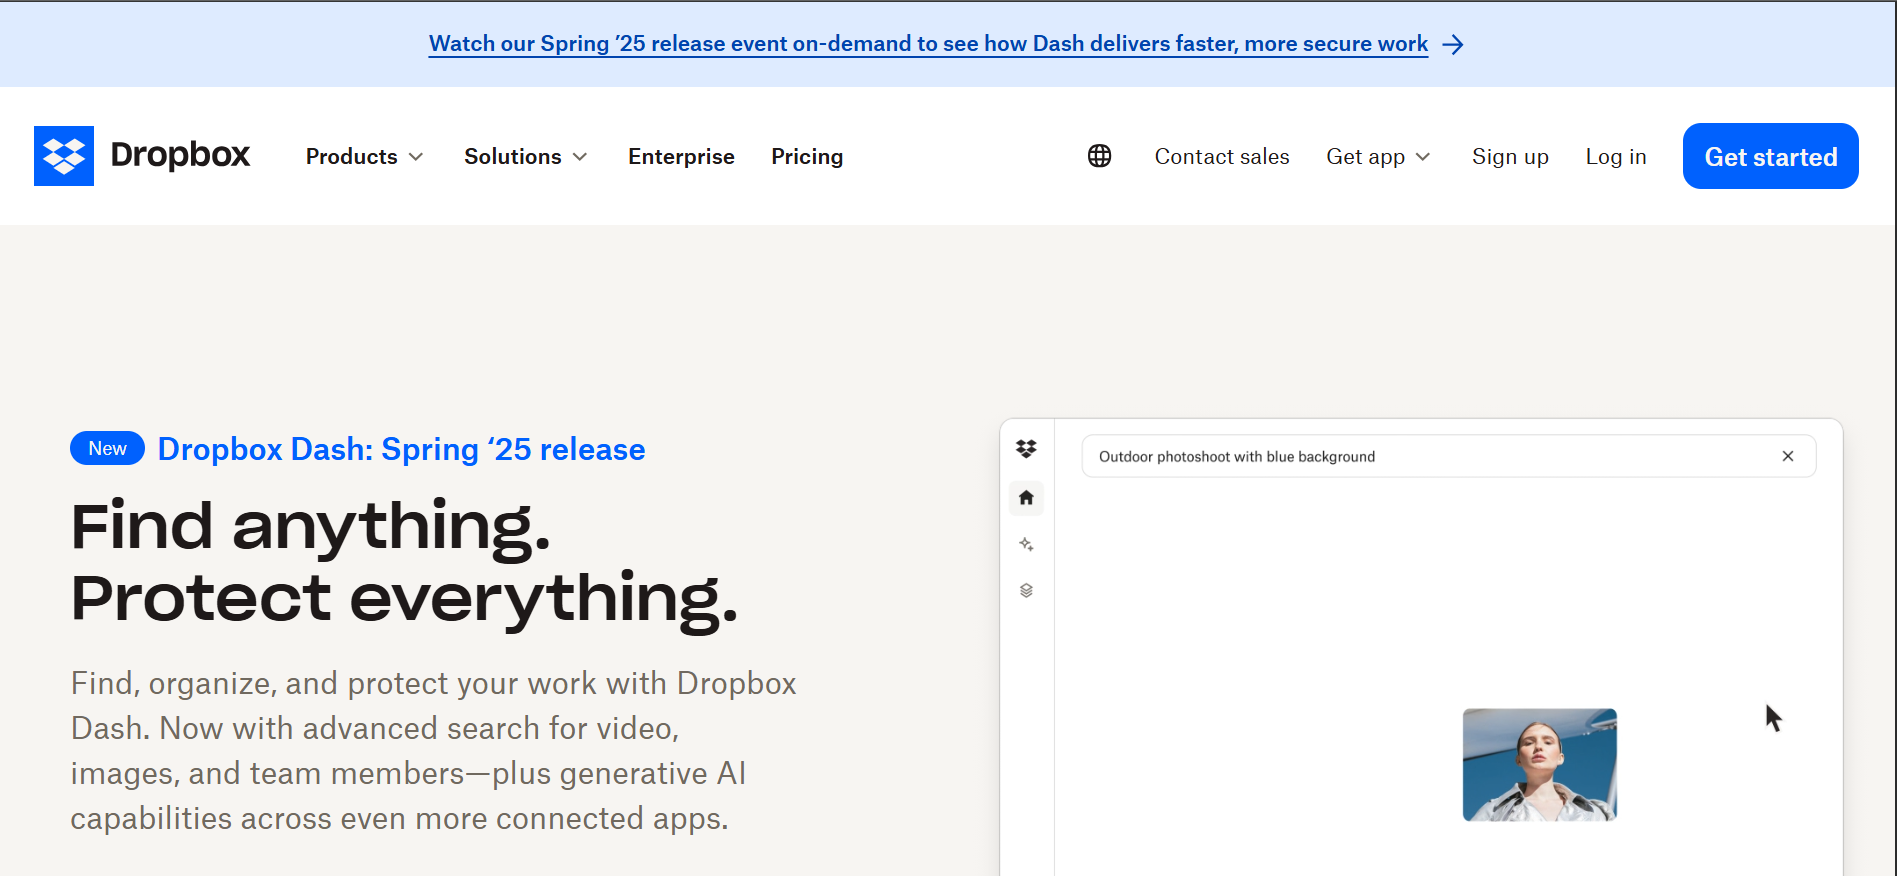 Watch our Spring ’25 release event on-demand to see how Dash delivers faster, more secure work
Dropbox Products Solutions Enterprise Pricing Contact sales Get app Sign up Log in Get started
New Dropbox Dash: Spring ‘25 release
Find anything.
Protect everything.
Find, organize, and protect your work with Dropbox
Dash. Now with advanced search for video,
images, and team members—plus generative AI
capabilities across even more connected apps.
Outdoor photoshoot with blue background